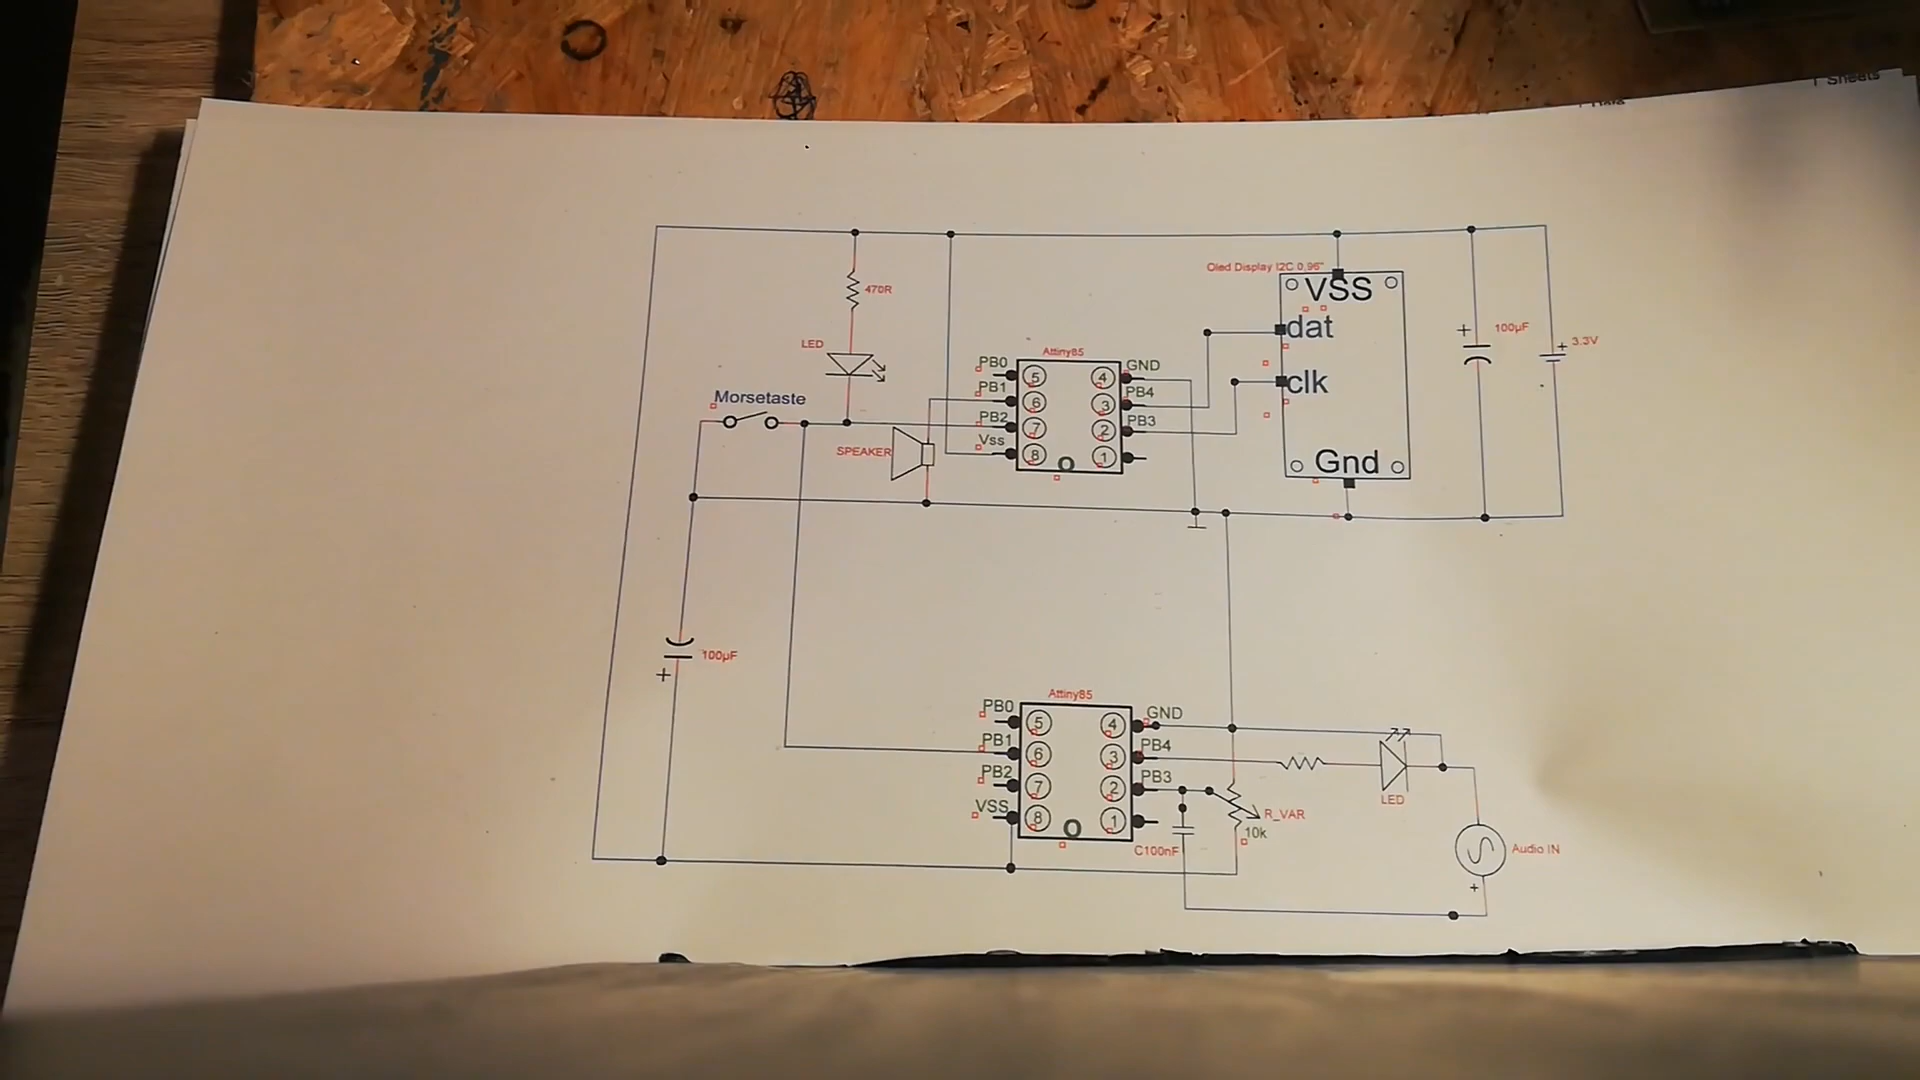 1 Sheets
Oled Display I2C 0,96"
VSS
470R
dat
100µF
3.3V
LED
Attiny85
PB0
5
4
GND
clk
Morsetaste
PB1
6
3
PB4
PB2
7
2
PB3
SPEAKER
Vss
8
1
Gnd
100µF
Attiny85
PB0
5
4
GND
PB1
6
3
PB4
PB2
7
2
PB3
LED
VSS
8
1
R_VAR
10k
C100nF
Audio IN